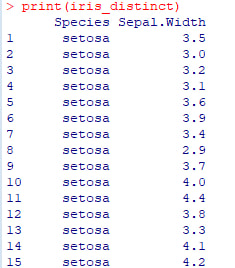 > print(iris_distinct)
Species Sepal.Width
1 setosa 3.5
2 setosa 3.0
3 setosa 3.2
4 setosa 3.1
5 setosa 3.6
6 setosa 3.9
7 setosa 3.4
8 setosa 2.9
9 setosa 3.7
10 setosa 4.0
11 setosa 4.4
12 setosa 3.8
13 setosa 3.3
14 setosa 4.1
15 setosa 4.2